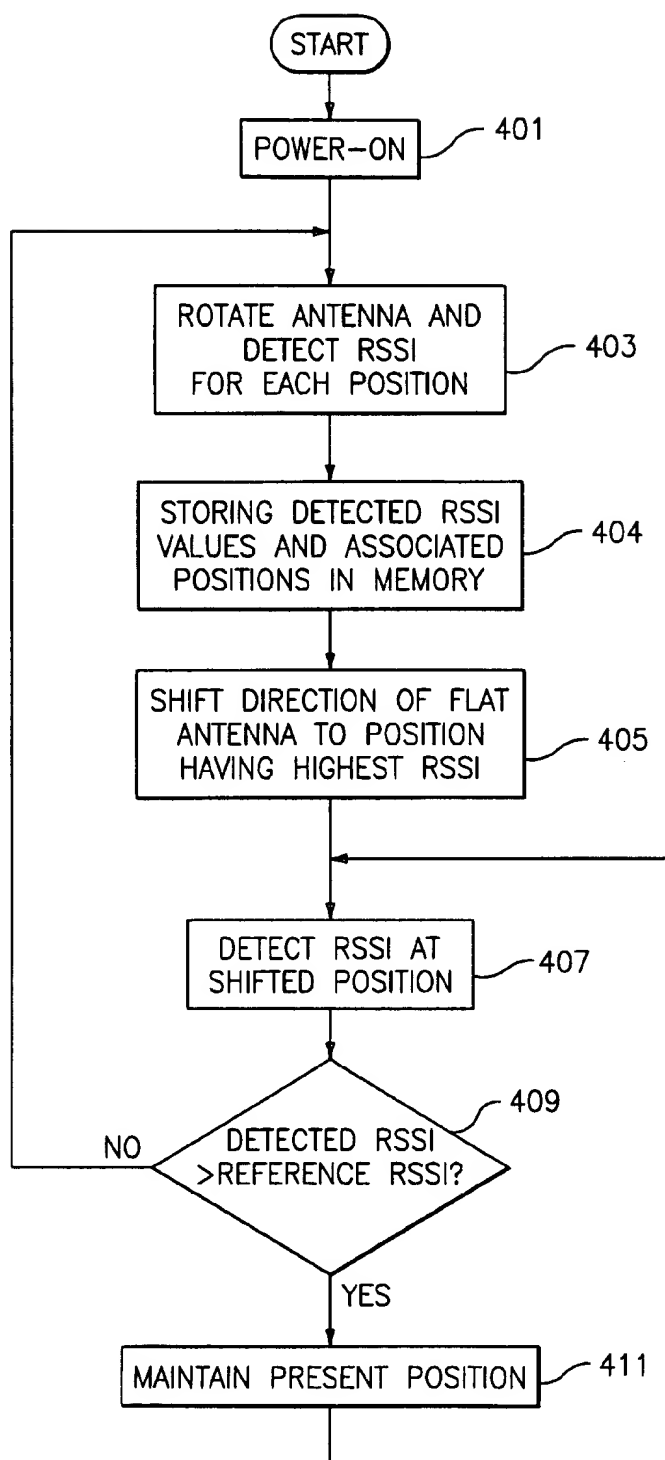 START
POWER-ON
401
ROTATE ANTENNA AND
DETECT RSSI
FOR EACH POSITION
403
STORING DETECTED RSSI
VALUES AND ASSOCIATED
POSITIONS IN MEMORY
404
SHIFT DIRECTION OF FLAT
ANTENNA TO POSITION
HAVING HIGHEST RSSI
405
DETECT RSSI AT
SHIFTED POSITION
407
409
DETECTED RSSI
>REFERENCE RSSI?
NO
YES
MAINTAIN PRESENT POSITION
411